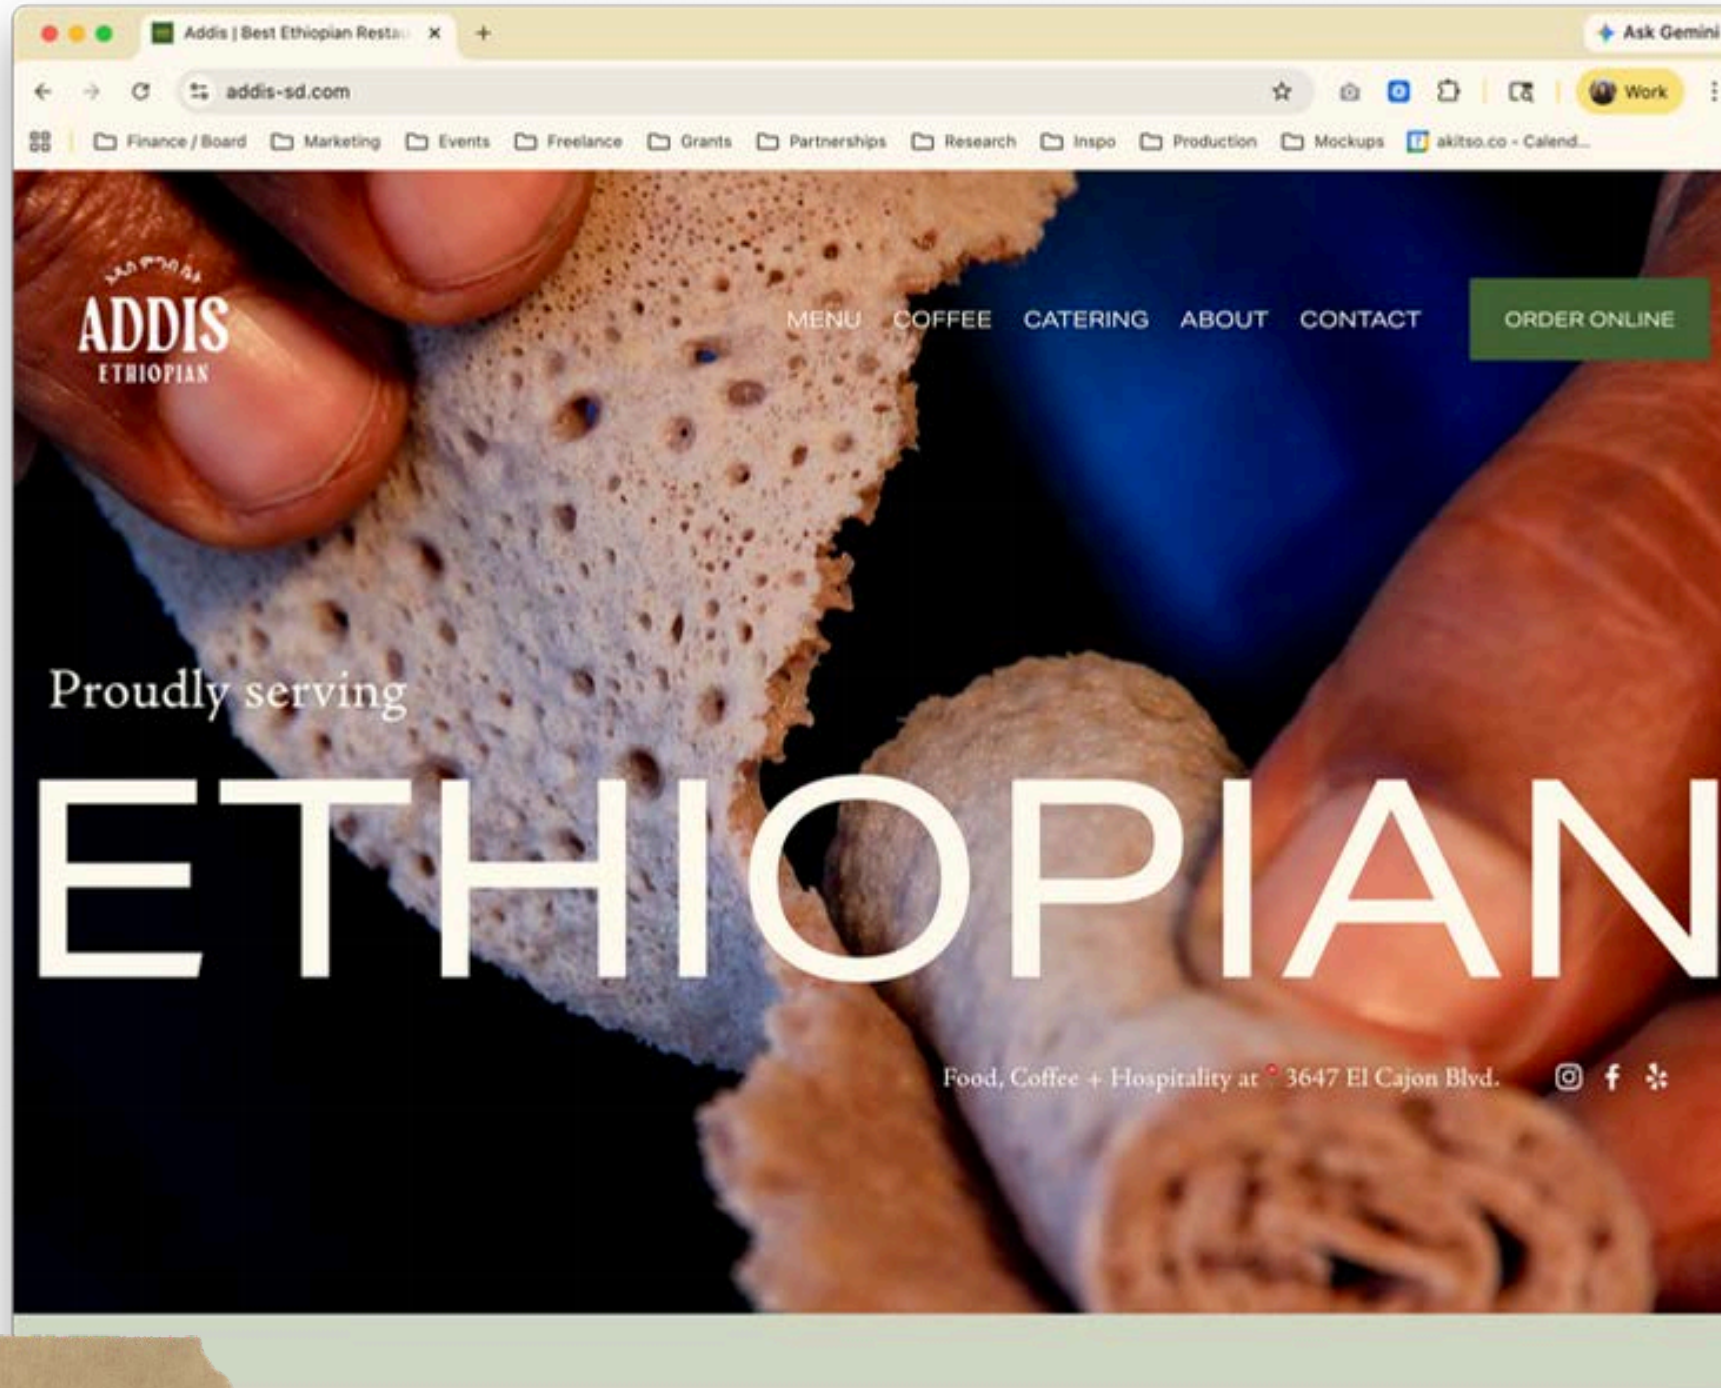 Addis | Best Ethiopian Restau
Ask Gemini
addis-sd.com
Work
Finance / Board Marketing Events Freelance Grants Partnerships Research Inspo Production Mockups akitso.co - Calend...
ADDIS
ETHIOPIAN
MENU COFFEE CATERING ABOUT CONTACT ORDER ONLINE
Proudly serving
ETHIOPIAN
Food, Coffee + Hospitality at 3647 El Cajon Blvd.